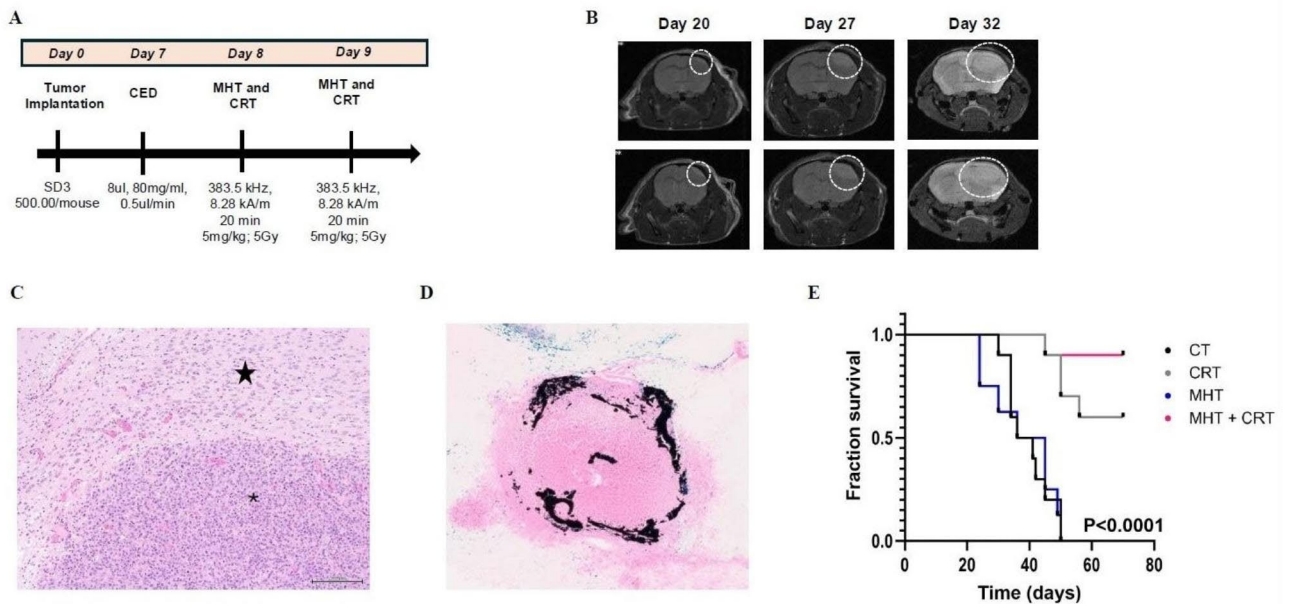 A
Day 0 Day 7 Day 8 Day 9
Tumor Implantation CED MHT and CRT MHT and CRT
SD3
500.00/mouse
8ul, 80mg/ml,
0.5ul/min
383.5 kHz,
8.28 kA/m
20 min
5mg/kg; 5Gy
383.5 kHz,
8.28 kA/m
20 min
5mg/kg; 5Gy
B
Day 20 Day 27 Day 32
C
D
E
Fraction survival
1.0
0.5
0.0
0 20 40 60 80
Time (days)
P<0.0001
CT
CRT
MHT
MHT + CRT